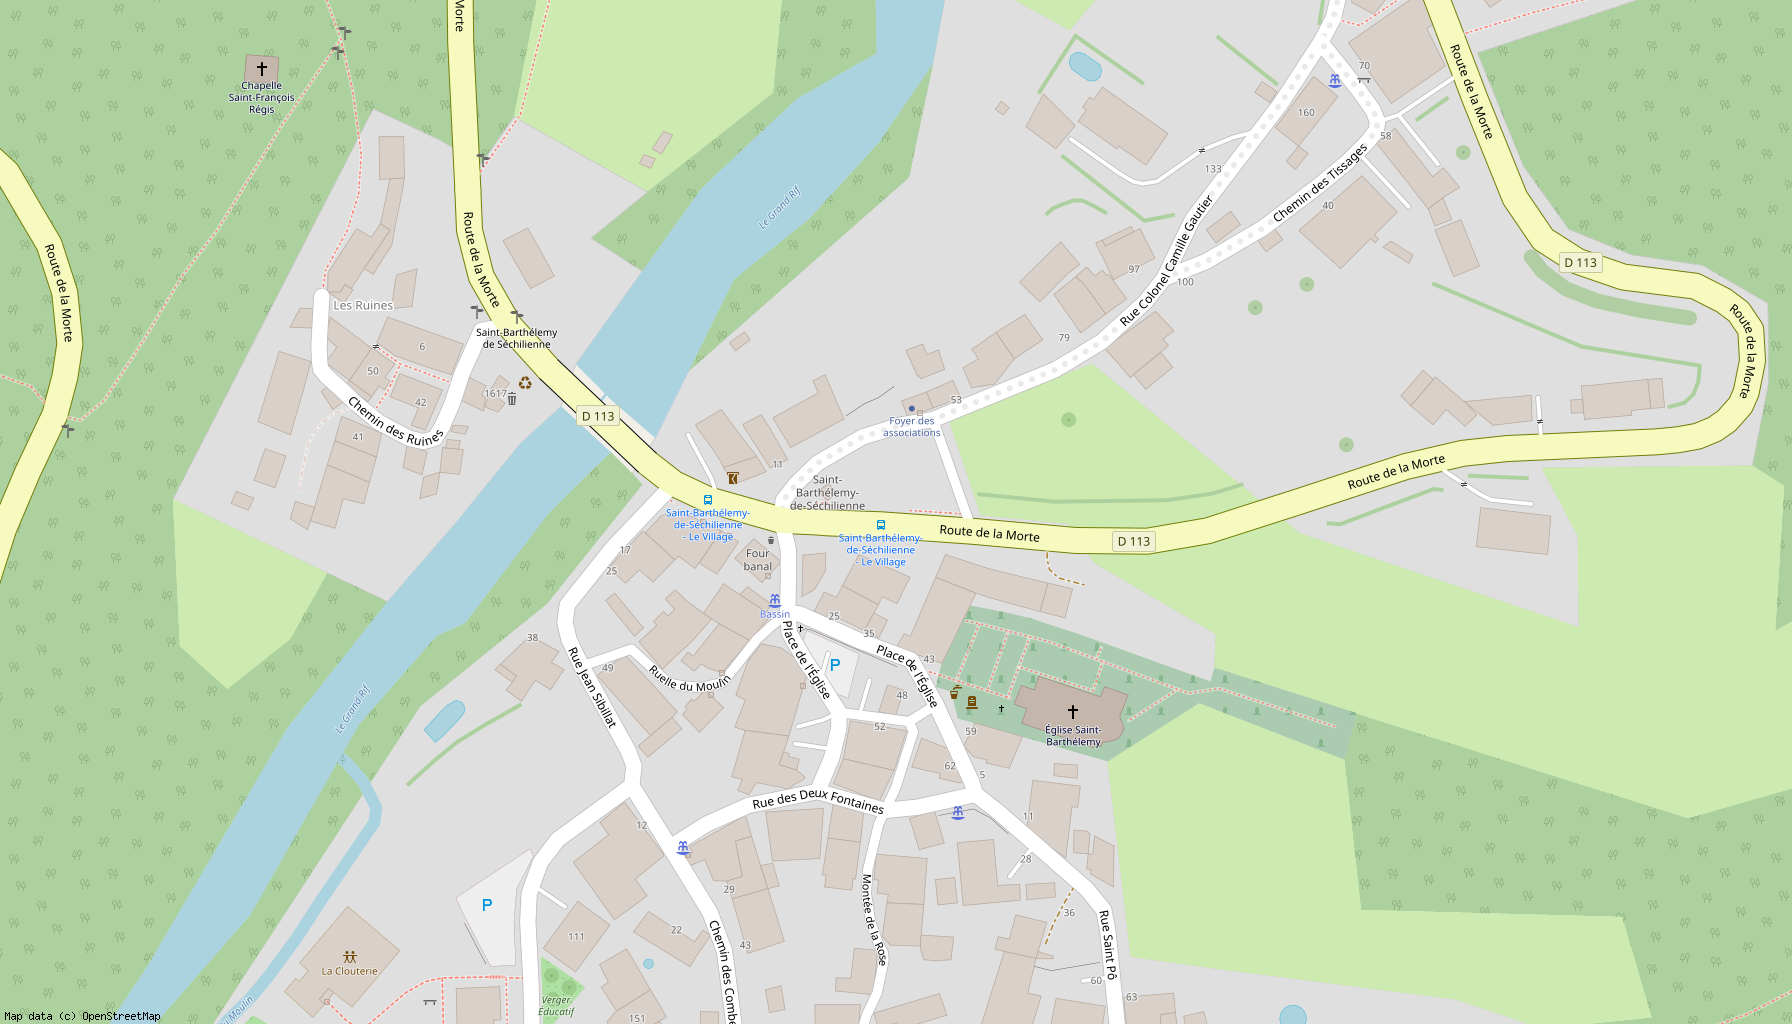 Morte
Route de la Morte
70
Chapelle
Saint-François
Régis
160
58
133
Chemin des Tissages
Le Grand Rif
40
Rue Colonel Camille Gautier
Route de la Morte
Route de la Morte
97
D 113
100
Les Ruines
Saint-Barthélemy
de Séchilienne
6
79
Route de la Morte
50
1617
42
53
D 113
Foyer des
associations
Chemin des Ruines
41
11
Route de la Morte
Saint-
Barthélemy-
de-Séchilienne
Saint-Barthélemy-
de-Séchilienne
- Le Village
Route de la Morte
D 113
Saint-Barthélemy-
de-Séchilienne
- Le Village
17
Four
banal
25
Bassin
25
38
35
Place de l'Église
Place de l'Église
43
49
P
Rue Jean Sibillat
Ruelle du Moulin
48
Le Grand Rif
52
59
Église Saint-
Barthélemy
62
5
Rue des Deux Fontaines
12
11
28
29
P
Montée de la Rose
36
111
22
43
Rue Saint Pô
Chemin des Combe
La Clouterie
60
63
Verger
Éducatif
151
u Moulin
Map data (c) OpenStreetMap